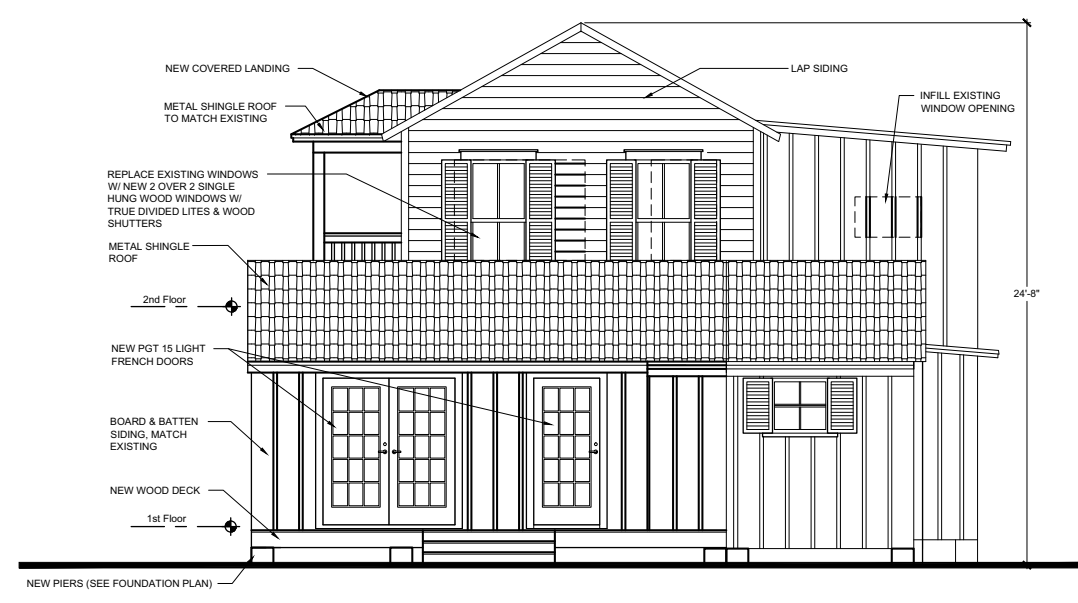 NEW COVERED LANDING
LAP SIDING
METAL SHINGLE ROOF
TO MATCH EXISTING
INFILL EXISTING
WINDOW OPENING
REPLACE EXISTING WINDOWS
W/ NEW 2 OVER 2 SINGLE
HUNG WOOD WINDOWS W/
TRUE DIVIDED LITES & WOOD
SHUTTERS
METAL SHINGLE
ROOF
2nd Floor
24'-8"
NEW PGT 15 LIGHT
FRENCH DOORS
BOARD & BATTEN
SIDING, MATCH
EXISTING
NEW WOOD DECK
1st Floor
NEW PIERS (SEE FOUNDATION PLAN)